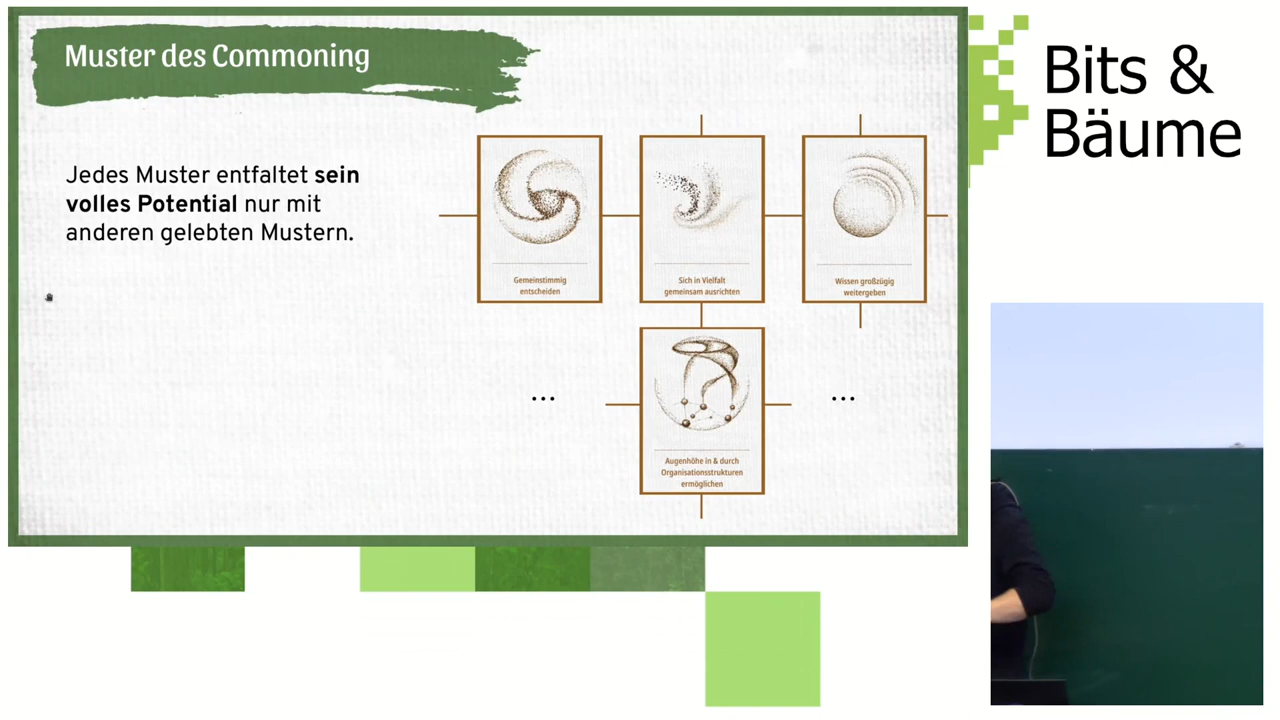 Muster des Commoning
Jedes Muster entfaltet sein
volles Potential nur mit
anderen gelebten Mustern.
Gemeinstimmig
entscheiden
Sich in Vielfalt
gemeinsam ausrichten
Wissen großzügig
weitergeben
...
Augenhöhe in & durch
Organisationsstrukturen
ermöglichen
...
Bits &
Bäume